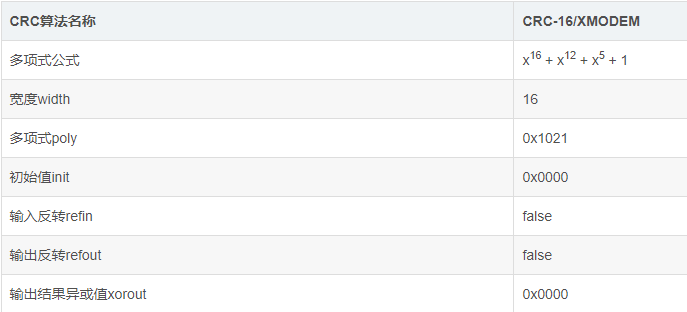 CRC算法名称 CRC-16/XMODEM
多项式公式 x¹⁶ + x¹² + x⁵ + 1
宽度width 16
多项式poly 0x1021
初始值init 0x0000
输入反转refin false
输出反转refout false
输出结果异或值xorout 0x0000